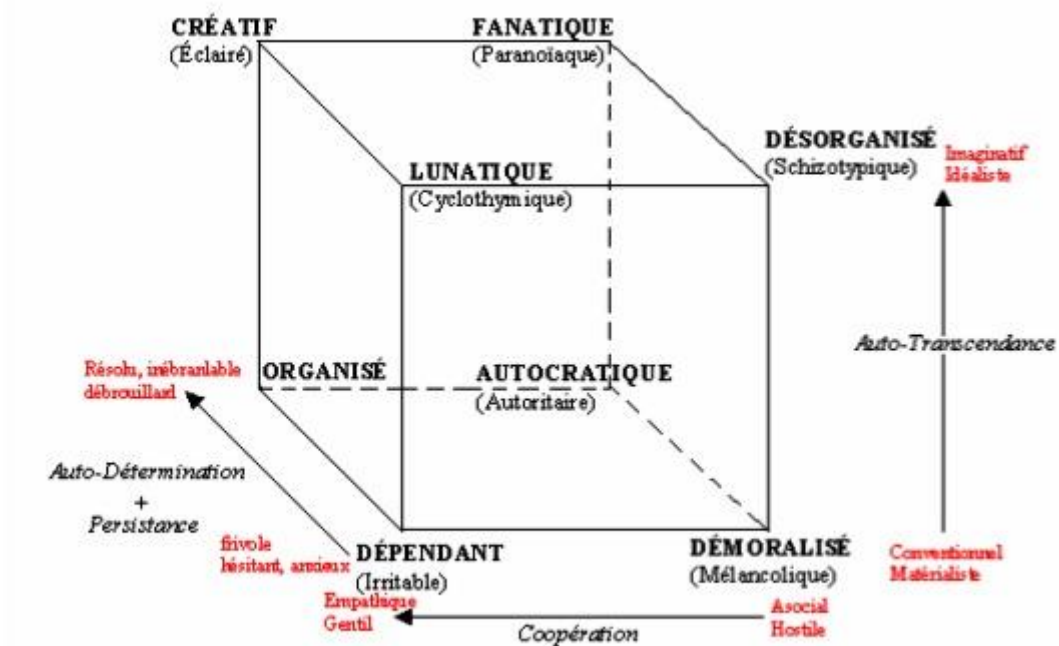 CRÉATIF
(Éclairé)
FANATIQUE
(Paranoïaque)
DÉSORGANISÉ
(Schizotypique)
Imaginatif
Idéaliste
LUNATIQUE
(Cyclothymique)
Auto-Transcendance
Résolu, inébranlable
débrouillard
ORGANISÉ
AUTOCRATIQUE
(Autoritaire)
Auto-Détermination
+
Persistance
frivole
hésitant, anxieux
DÉPENDANT
(Irritable)
DÉMORALISÉ
(Mélancolique)
Conventionnel
Matérialiste
Empathique
Gentil
Coopération
Asocial
Hostile